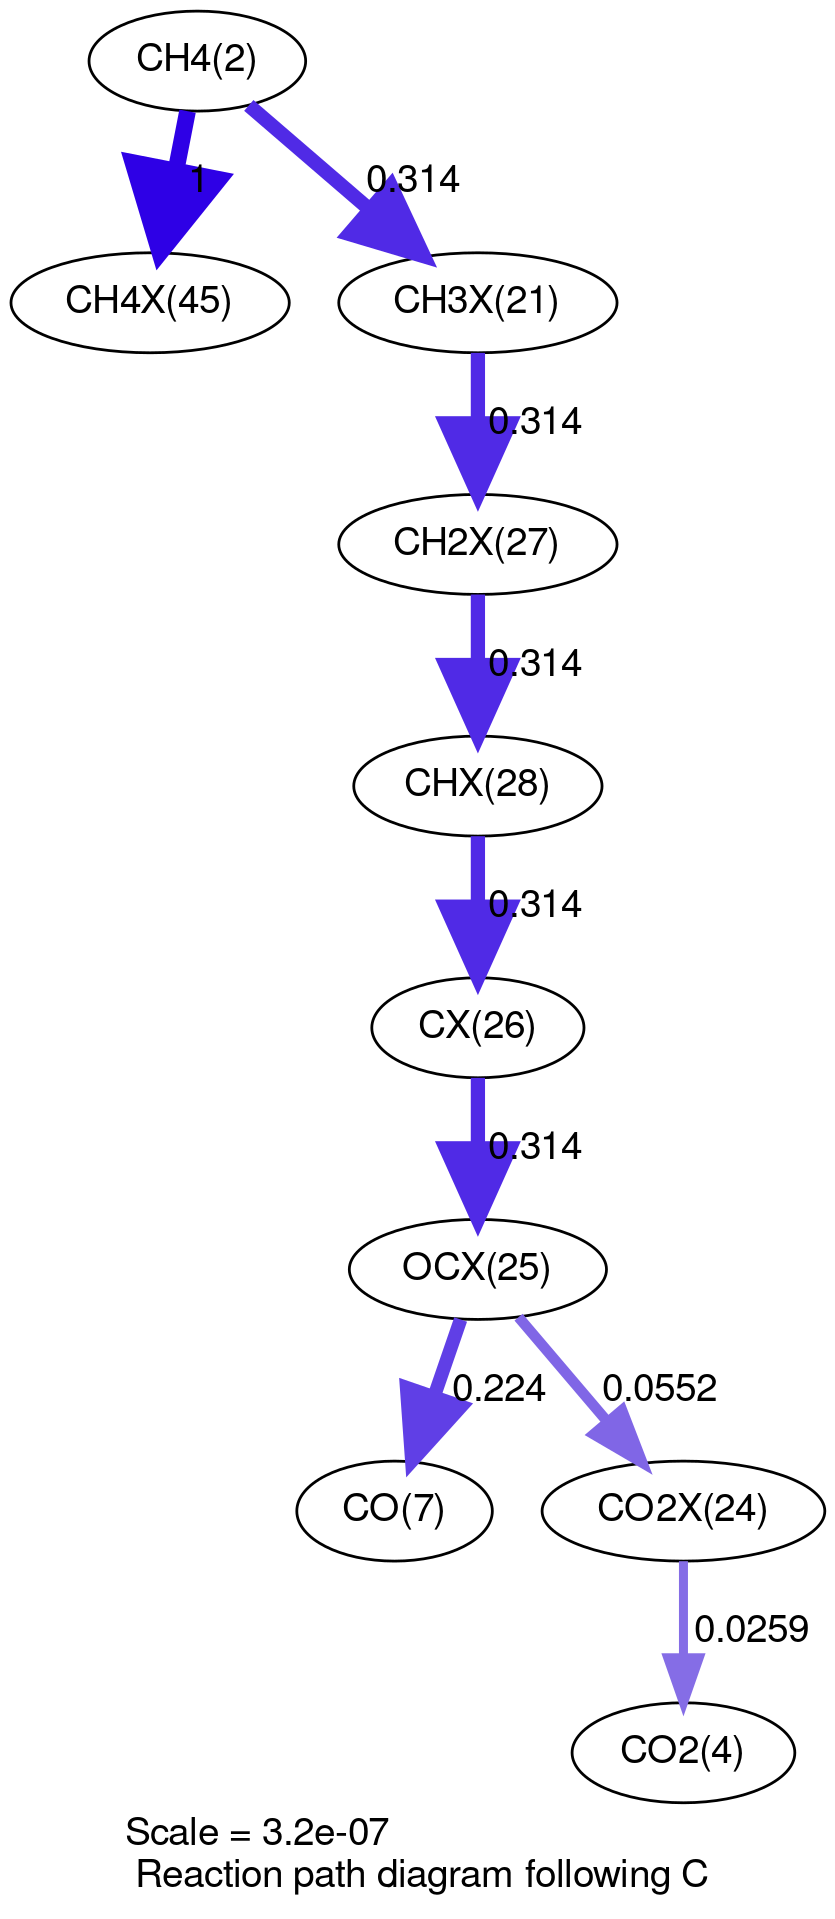 CH4(2)
1
0.314
CH4X(45)
CH3X(21)
0.314
CH2X(27)
0.314
CHX(28)
0.314
CX(26)
0.314
OCX(25)
0.224
0.0552
CO(7)
CO2X(24)
0.0259
CO2(4)
Scale = 3.2e-07
Reaction path diagram following C